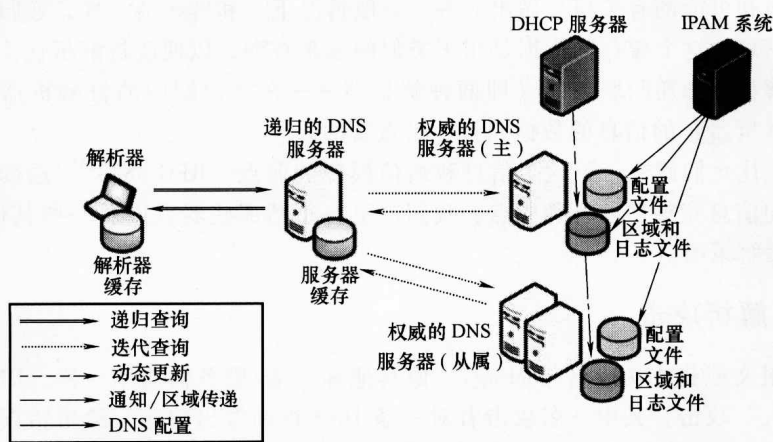 DHCP 服务器
IPAM 系统
递归的 DNS
服务器
权威的 DNS
服务器（主）
解析器
配置
文件
区域和
日志文件
解析器
缓存
服务器
缓存
权威的 DNS
服务器（从属）
配置
文件
区域和
日志文件
递归查询
迭代查询
动态更新
通知/区域传递
DNS 配置